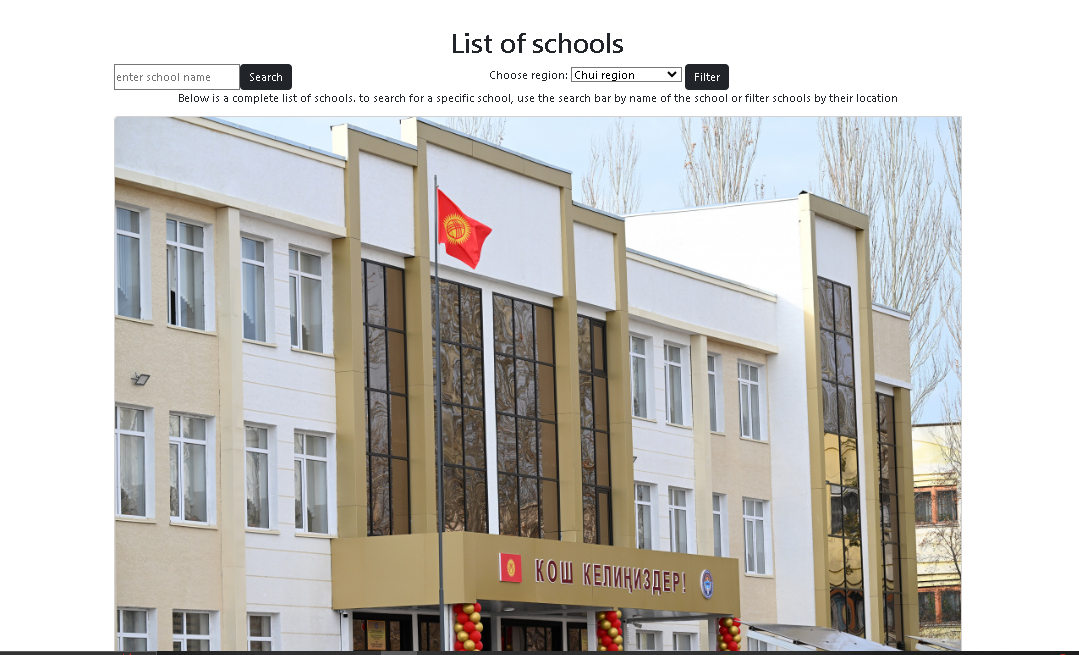 List of schools
enter school name Search Choose region: Chui region Filter
Below is a complete list of schools. to search for a specific school, use the search bar by name of the school or filter schools by their location
КОШ КЕЛИҢИЗДЕР!